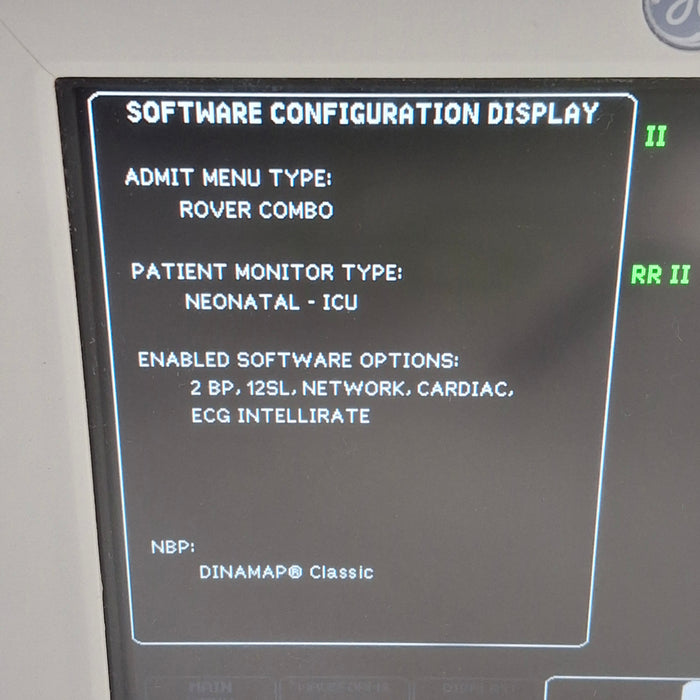 SOFTWARE CONFIGURATION DISPLAY
II
ADMIT MENU TYPE:
ROVER COMBO
RR II
PATIENT MONITOR TYPE:
NEONATAL - ICU
ENABLED SOFTWARE OPTIONS:
2 BP, 12SL, NETWORK, CARDIAC,
ECG INTELLIRATE
NBP:
DINAMAP® Classic
MAIN